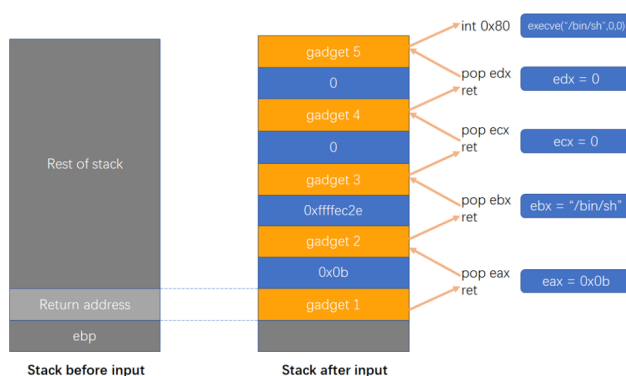 int 0x80
execve("/bin/sh",0,0)
gadget 5
pop edx
ret
edx = 0
0
gadget 4
pop ecx
ret
ecx = 0
0
Rest of stack
gadget 3
pop ebx
ret
ebx = “/bin/sh”
0xffffec2e
gadget 2
0x0b
pop eax
ret
eax = 0x0b
Return address
gadget 1
ebp
Stack before input
Stack after input